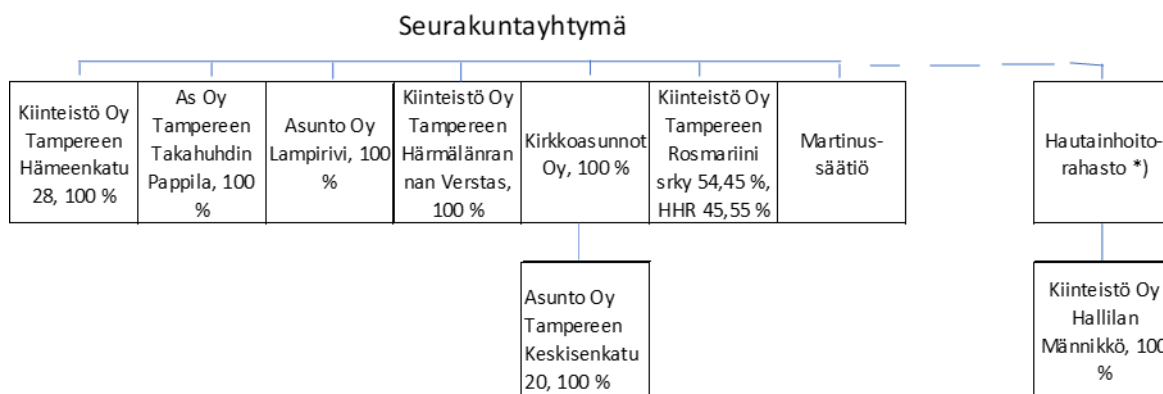 Seurakuntayhtymä
Kiinteistö Oy
Tampereen
Hämeenkatu
28, 100 %
As Oy
Tampereen
Takahuhdin
Pappila, 100
%
Asunto Oy
Lampirivi, 100
%
Kiinteistö Oy
Tampereen
Härmälänran
nan Verstas,
100 %
Kirkkoasunnot
Oy, 100 %
Kiinteistö Oy
Tampereen
Rosmariini
srky 54,45 %,
HHR 45,55 %
Martinus-
säätiö
Hautainhoito-
rahasto *)
Asunto Oy
Tampereen
Keskisenkatu
20, 100 %
Kiinteistö Oy
Hallilan
Männikkö, 100
%